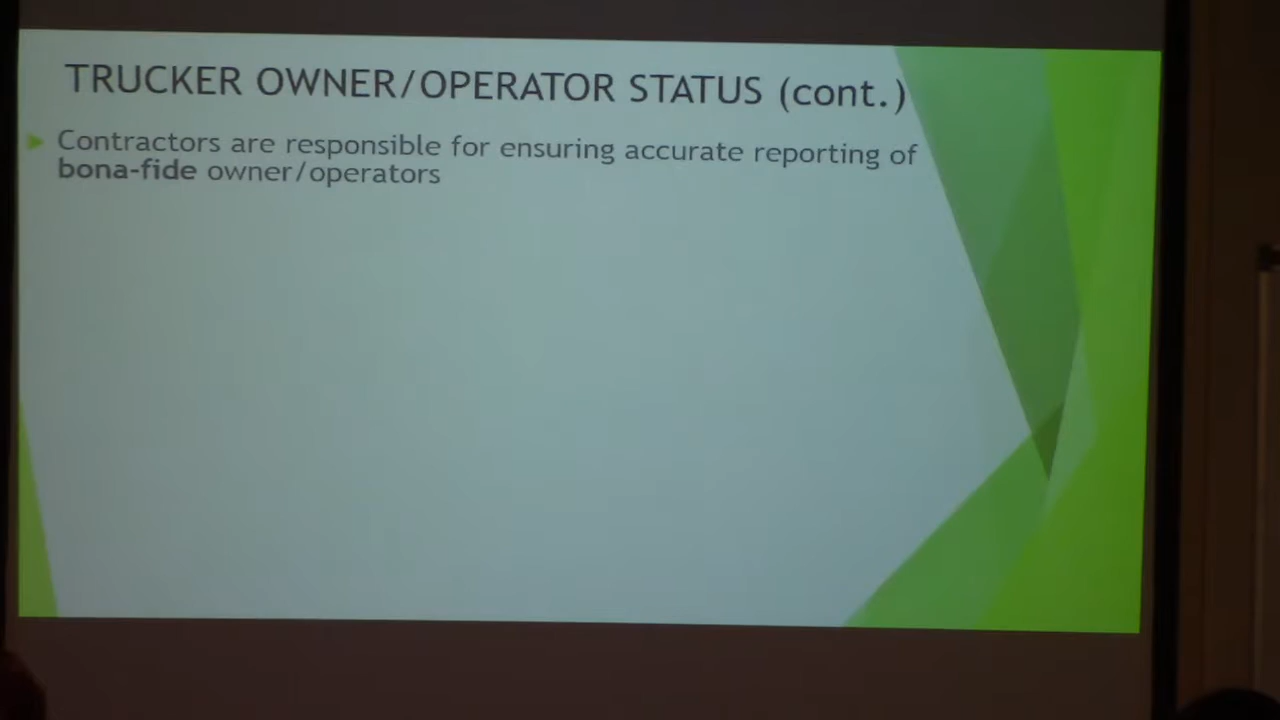 TRUCKER OWNER/OPERATOR STATUS (cont.)
Contractors are responsible for ensuring accurate reporting of
bona-fide owner/operators